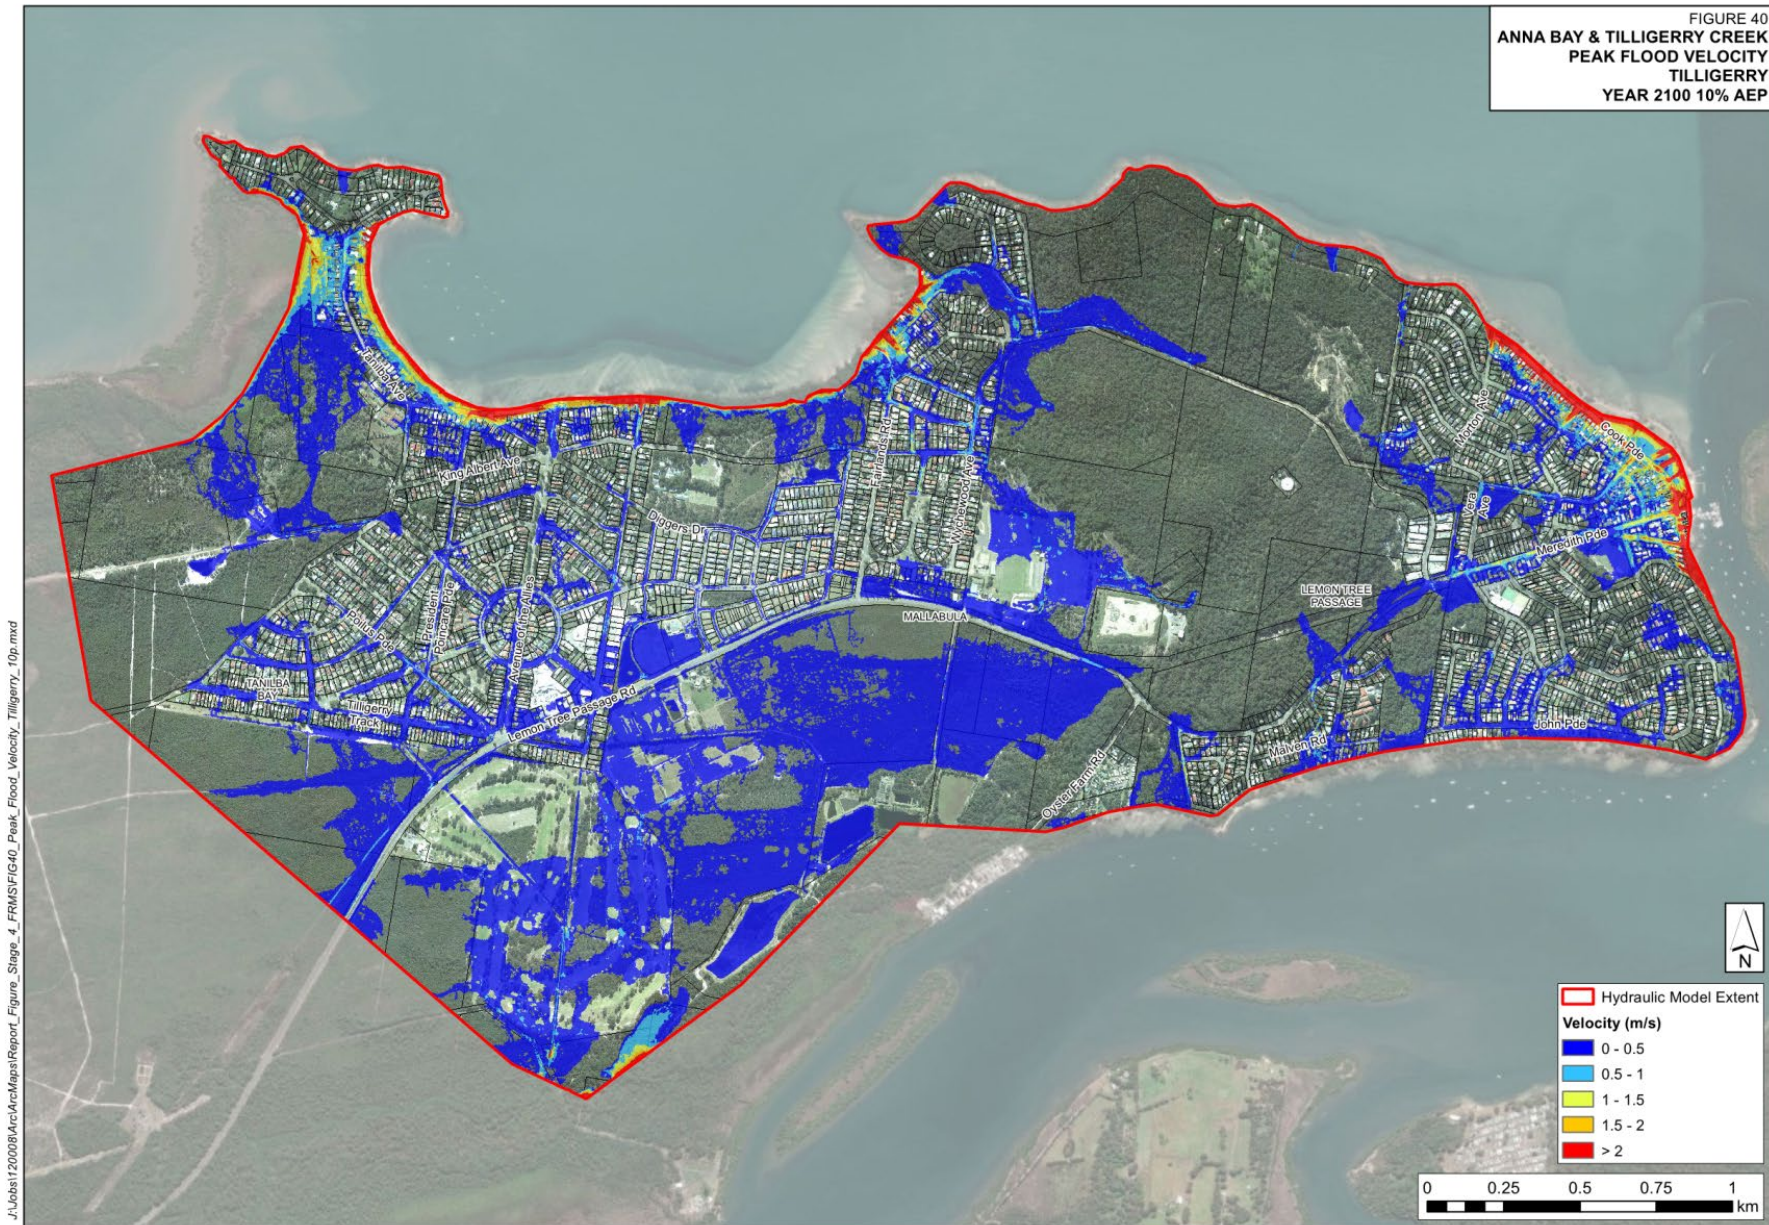 FIGURE 40
ANNA BAY & TILLIGERRY CREEK
PEAK FLOOD VELOCITY
TILLIGERRY
YEAR 2100 10% AEP
Tanilba Ave
King Albert Ave
Diggers Dr
Fairlands Rd
Wychewood Ave
Morton Ave
Cook Pde
Vera
Ave
Meredith Pde
LEMON TREE
PASSAGE
MALLABULA
President
Poincare Pde
Poilus Pde
Avenue of the Allies
TANILBA
BAY
Tilligerry
Track
Lemon Tree Passage Rd
Oyster Farm Rd
Malven Rd
John Pde
N
Hydraulic Model Extent
Velocity (m/s)
0 - 0.5
0.5 - 1
1 - 1.5
1.5 - 2
> 2
0 0.25 0.5 0.75 1
km
J:\Jobs\120008\Arc\ArcMaps\Report_Figure_Stage_4_FRMS\FIG40_Peak_Flood_Velocity_Tilligerry_10p.mxd